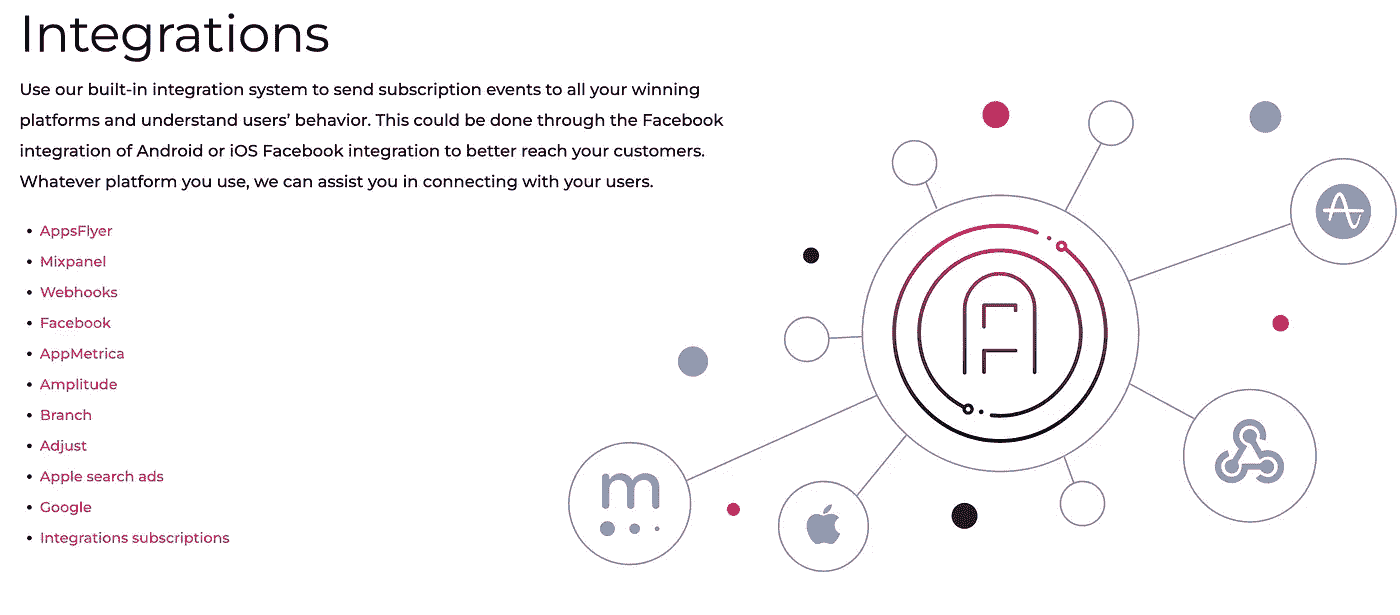 Integrations
Use our built-in integration system to send subscription events to all your winning
platforms and understand users’ behavior. This could be done through the Facebook
integration of Android or iOS Facebook integration to better reach your customers.
Whatever platform you use, we can assist you in connecting with your users.
• AppsFlyer
• Mixpanel
• Webhooks
• Facebook
• AppMetrica
• Amplitude
• Branch
• Adjust
• Apple search ads
• Google
• Integrations subscriptions
m